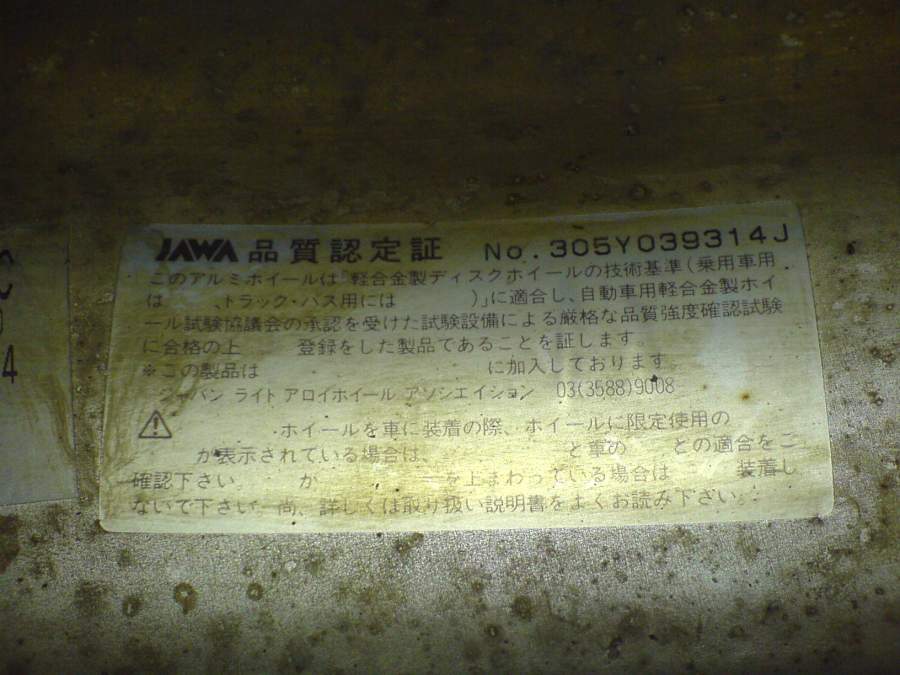 JAWA 品質認定証 No. 305Y039314J
このアルミホイールは「軽合金製ディスクホイールの技術基準(乗用車用
は 、トラック・バス用には )」に適合し、自動車用軽合金製ホイ
ール試験協議会の承認を受けた試験設備による厳格な品質強度確認試験
に合格の上 登録をした製品であることを証します
※この製品は に加入しております
ジャパン ライト アロイホイール アソシエイション 03(3588)9008
ホイールを車に装着の際、ホイールに限定使用の
が表示されている場合は、 と車の との適合をご
確認下さい か を上まわっている場合は 装着し
ないで下さい。尚、詳しくは取り扱い説明書をよくお読み下さい。
4